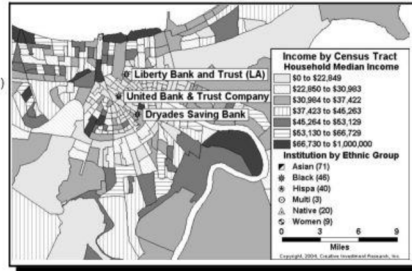 )
Liberty Bank and Trust (LA)
United Bank & Trust Company
Dryades Saving Bank
Income by Census Tract
Household Median Income
$0 to $22,849
$22,850 to $30,983
$30,984 to $37,422
$37,423 to $45,263
$45,264 to $53,129
$53,130 to $66,729
$66,730 to $1,000,000
Institution by Ethnic Group
Asian (71)
Black (46)
Hispa (40)
Multi (3)
Native (20)
Women (9)
0 3 6 9
Miles
Copyright, 2004, Creative Investment Research, Inc